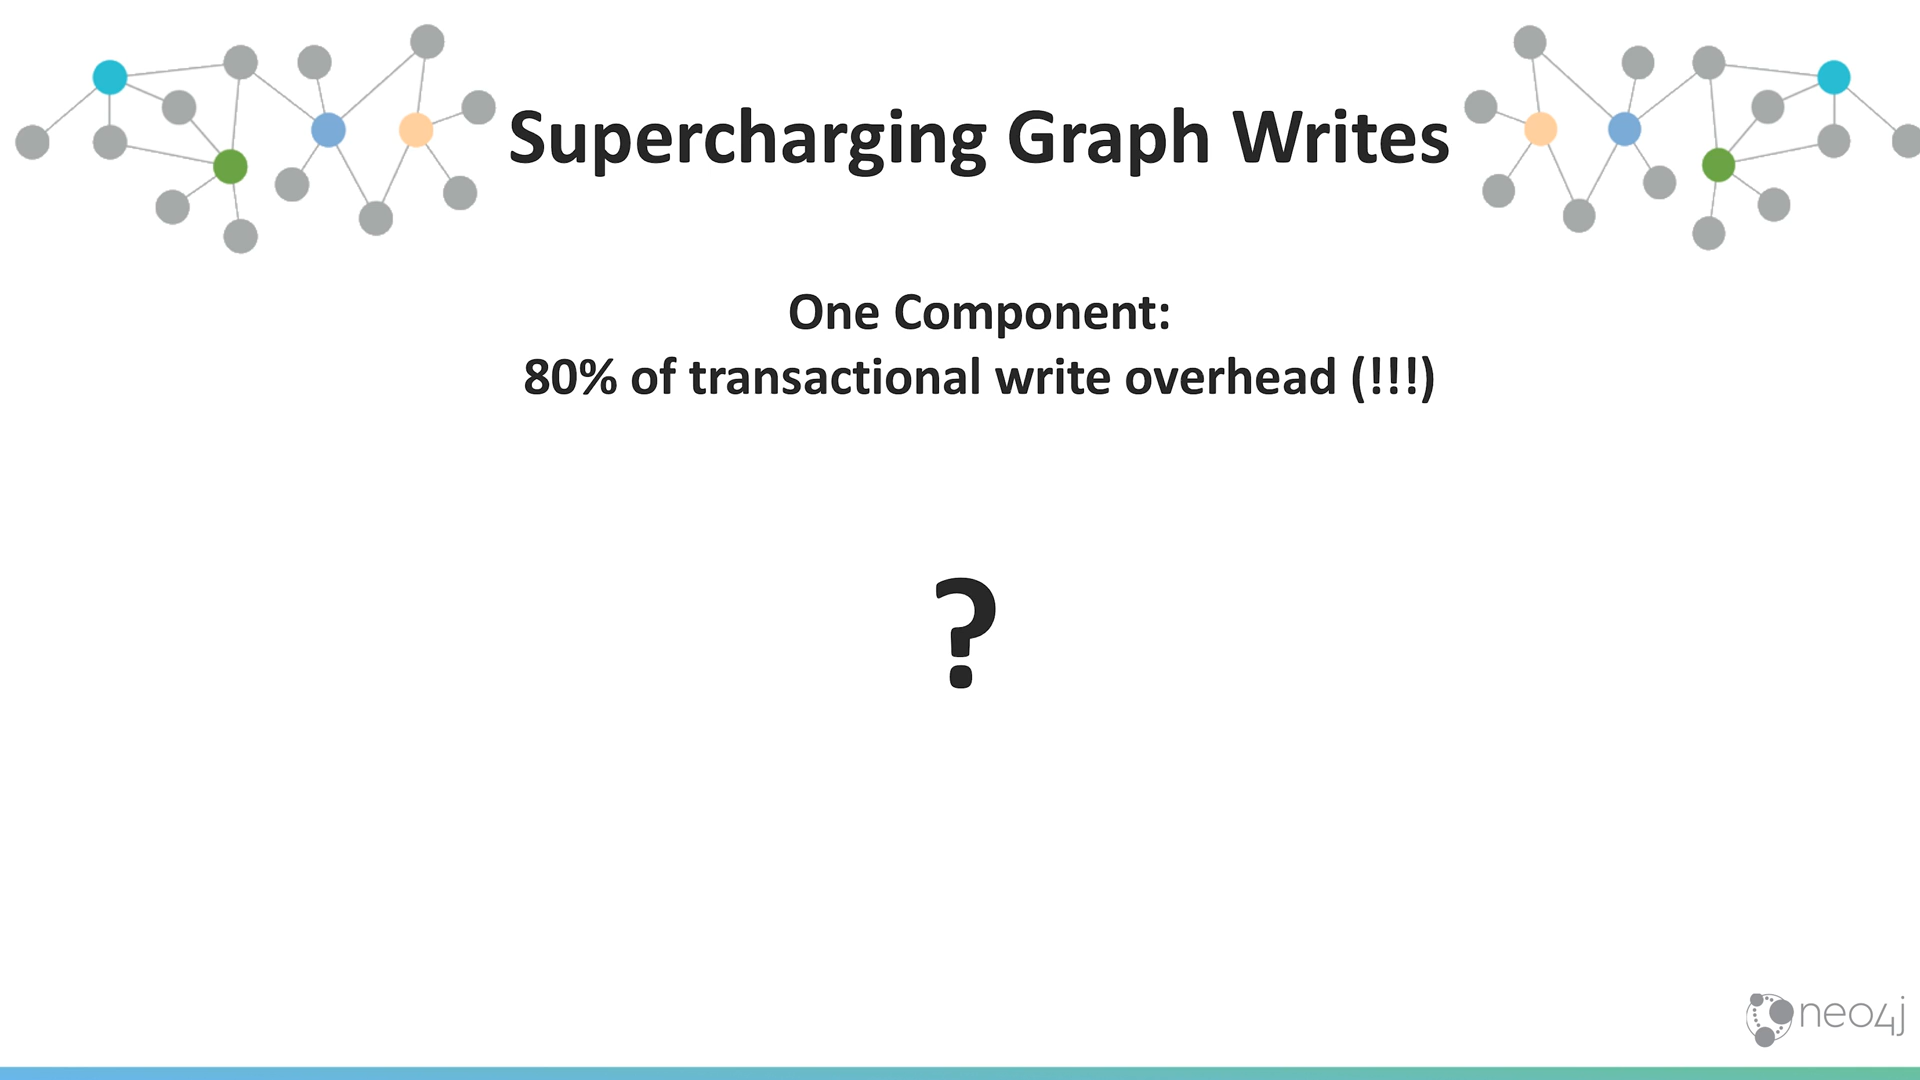 Supercharging Graph Writes
One Component:
80% of transactional write overhead (!!!)
?
neo4j